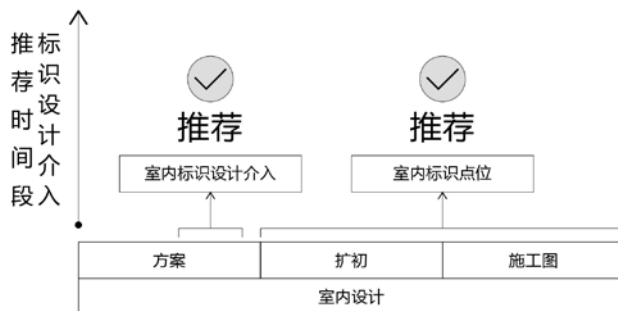 标识设计介入
推荐时间段
推荐
推荐
室内标识设计介入
室内标识点位
方案
扩初
施工图
室内设计